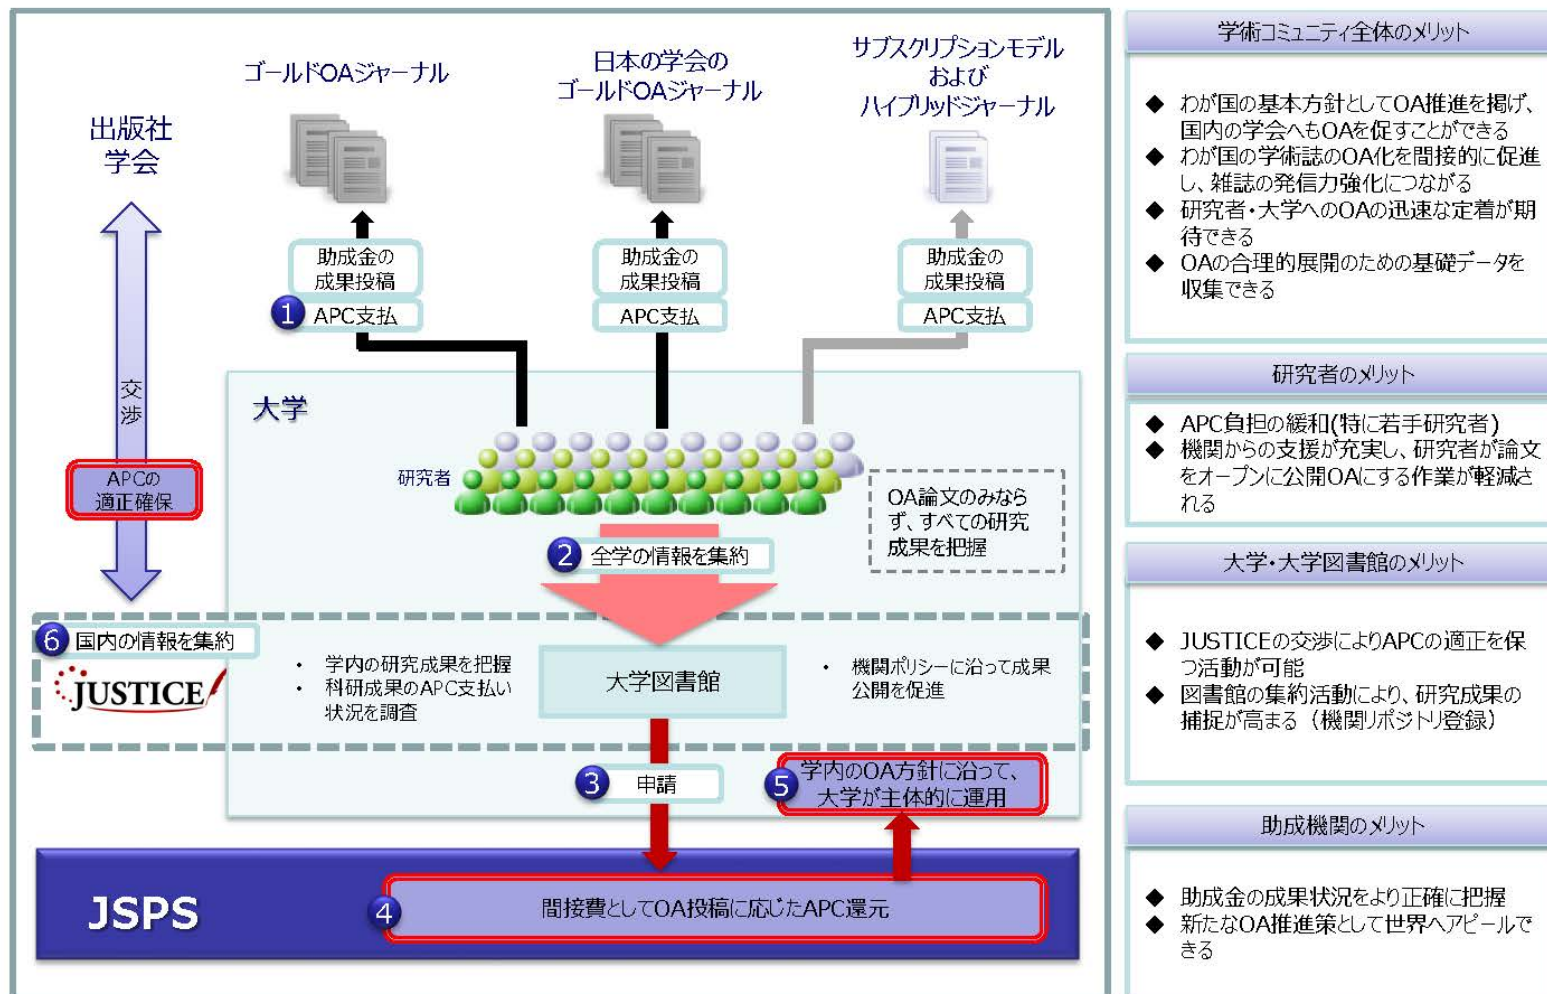 出版社
学会
ゴールドOAジャーナル
日本の学会の
ゴールドOAジャーナル
サブスクリプションモデル
および
ハイブリッドジャーナル
助成金の
成果投稿
助成金の
成果投稿
助成金の
成果投稿
1
APC支払
APC支払
APC支払
交渉
APCの
適正確保
大学
研究者
OA論文のみなら
ず、すべての研究
成果を把握
2
全学の情報を集約
6
国内の情報を集約
JUSTICE
• 学内の研究成果を把握
• 科研成果のAPC支払い
状況を調査
大学図書館
• 機関ポリシーに沿って成果
公開を促進
3
申請
5
学内のOA方針に沿って、
大学が主体的に運用
JSPS
4
間接費としてOA投稿に応じたAPC還元
学術コミュニティ全体のメリット
◆ わが国の基本方針としてOA推進を掲げ、
国内の学会へもOAを促すことができる
◆ わが国の学術誌のOA化を間接的に促進
し、雑誌の発信力強化につながる
◆ 研究者・大学へのOAの迅速な定着が期
待できる
◆ OAの合理的展開のための基礎データを
収集できる
研究者のメリット
◆ APC負担の緩和(特に若手研究者)
◆ 機関からの支援が充実し、研究者が論文
をオープンに公開OAにする作業が軽減さ
れる
大学・大学図書館のメリット
◆ JUSTICEの交渉によりAPCの適正を保
つ活動が可能
◆ 図書館の集約活動により、研究成果の
捕捉が高まる（機関リポジトリ登録）
助成機関のメリット
◆ 助成金の成果状況をより正確に把握
◆ 新たなOA推進策として世界へアピールで
きる